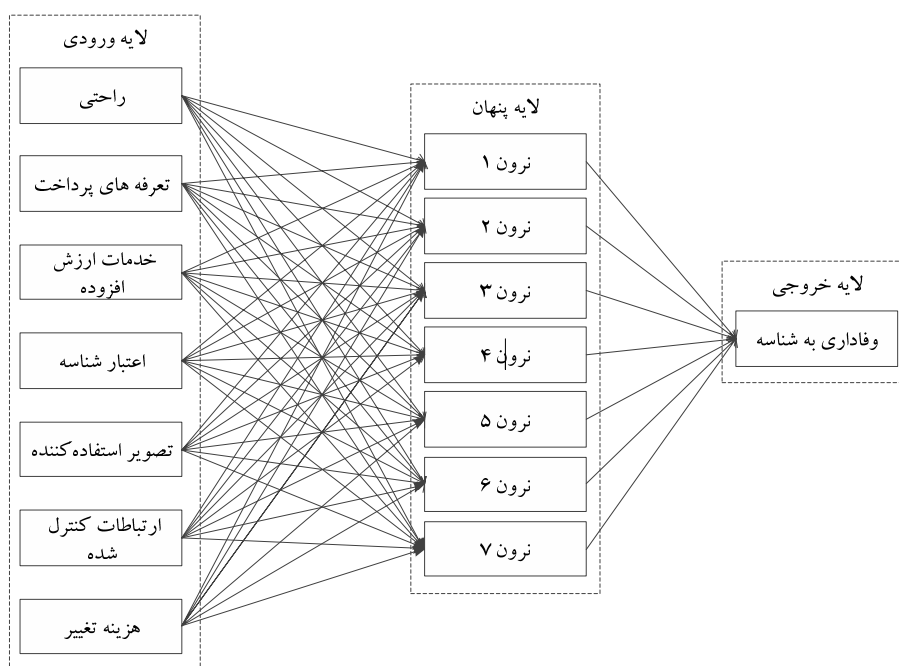 لایه ورودی
راحتی
تعرفه های پرداخت
خدمات ارزش
افزوده
اعتبار شناسه
تصویر استفاده‌کننده
ارتباطات کنترل
شده
هزینه تغییر
لایه پنهان
نرون ۱
نرون ۲
نرون ۳
نرون ۴
نرون ۵
نرون ۶
نرون ۷
لایه خروجی
وفاداری به شناسه